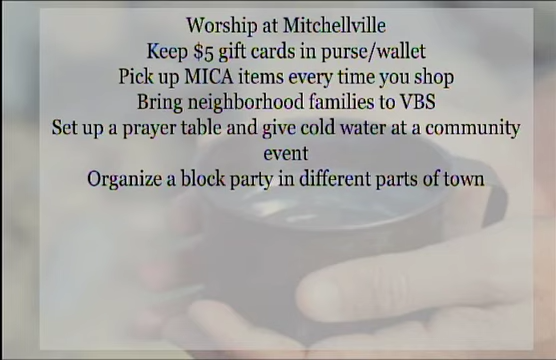 Worship at Mitchellville
Keep $5 gift cards in purse/wallet
Pick up MICA items every time you shop
Bring neighborhood families to VBS
Set up a prayer table and give cold water at a community
event
Organize a block party in different parts of town